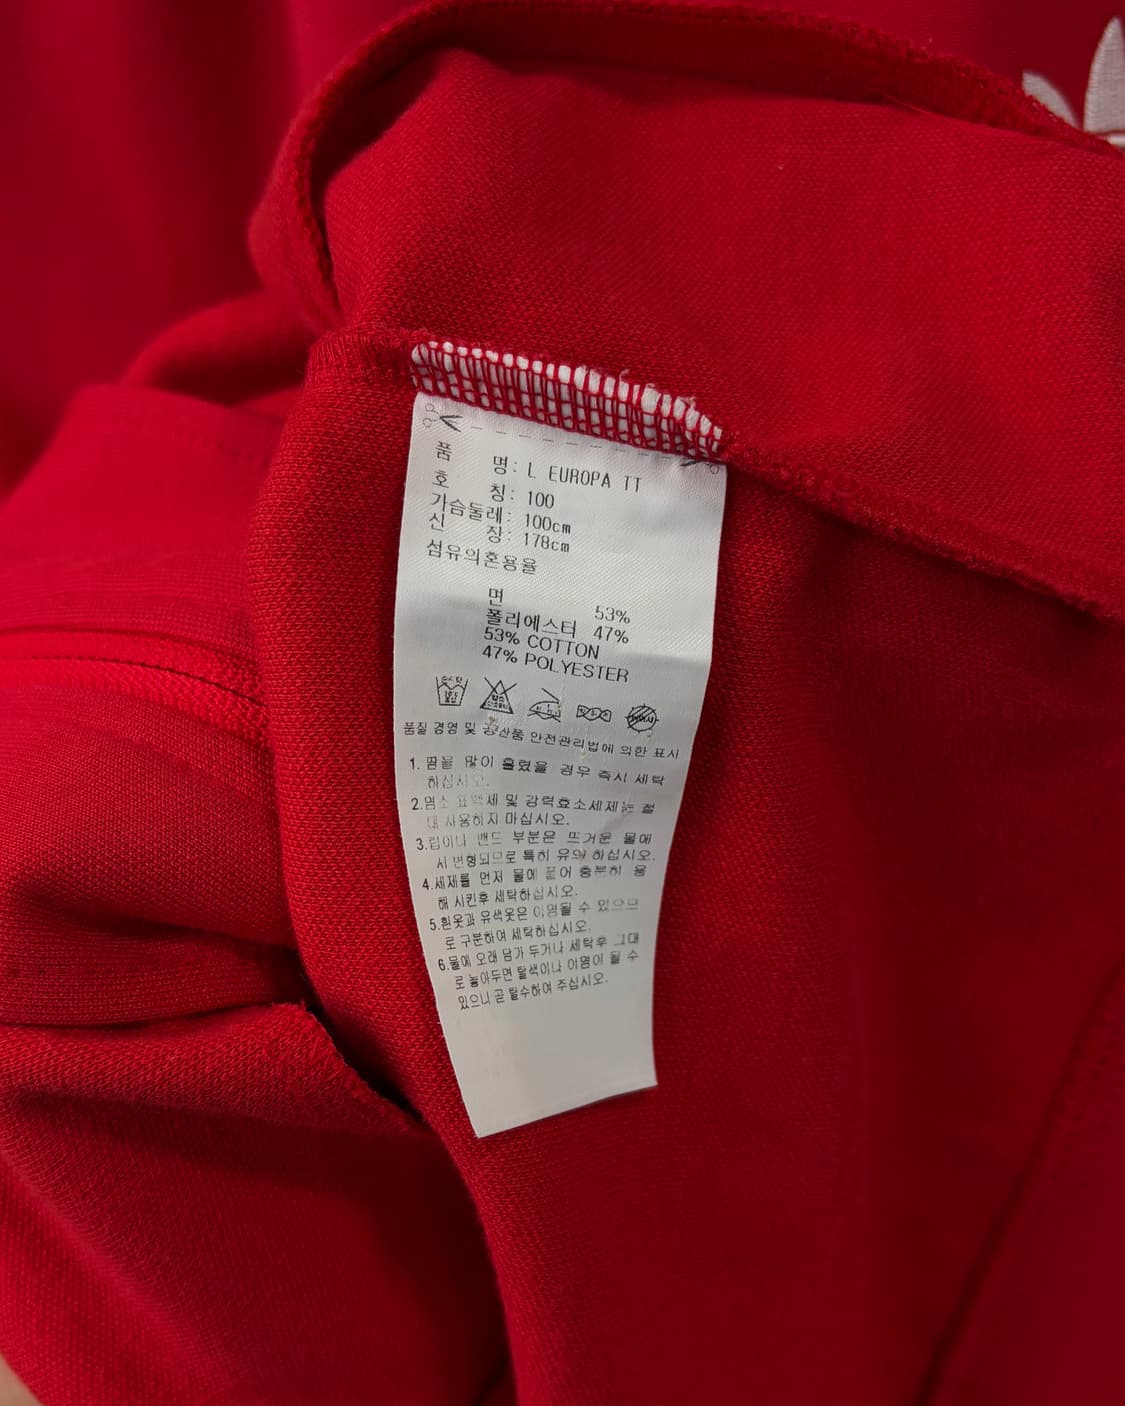 품 명: L EUROPA TT
호 칭: 100
가슴둘레: 100cm
신 장: 178cm
섬유의혼용율
면 53%
폴리에스터 47%
53% COTTON
47% POLYESTER
품질 경영 및 공산품 안전관리법에 의한 표시
1. 땀을 많이 흘렸을 경우 즉시 세탁
하십시오.
2.염소 표백세 및 강력효소세제는 절
대 사용하지 마십시오.
3.립이나 밴드 부분은 뜨거운 물에
서 변형되므로 특히 유의 하십시오.
4.세제를 먼저 물에 풀어 충분히 용
해 시킨후 세탁하십시오.
5.흰옷과 유색옷은 이염될 수 있으므
로 구분하여 세탁하십시오.
6.물에 오래 담가 두거나 세탁후 그대
로 놓아두면 탈색이나 이염이 될 수
있으니 곧 탈수하여 주십시오.